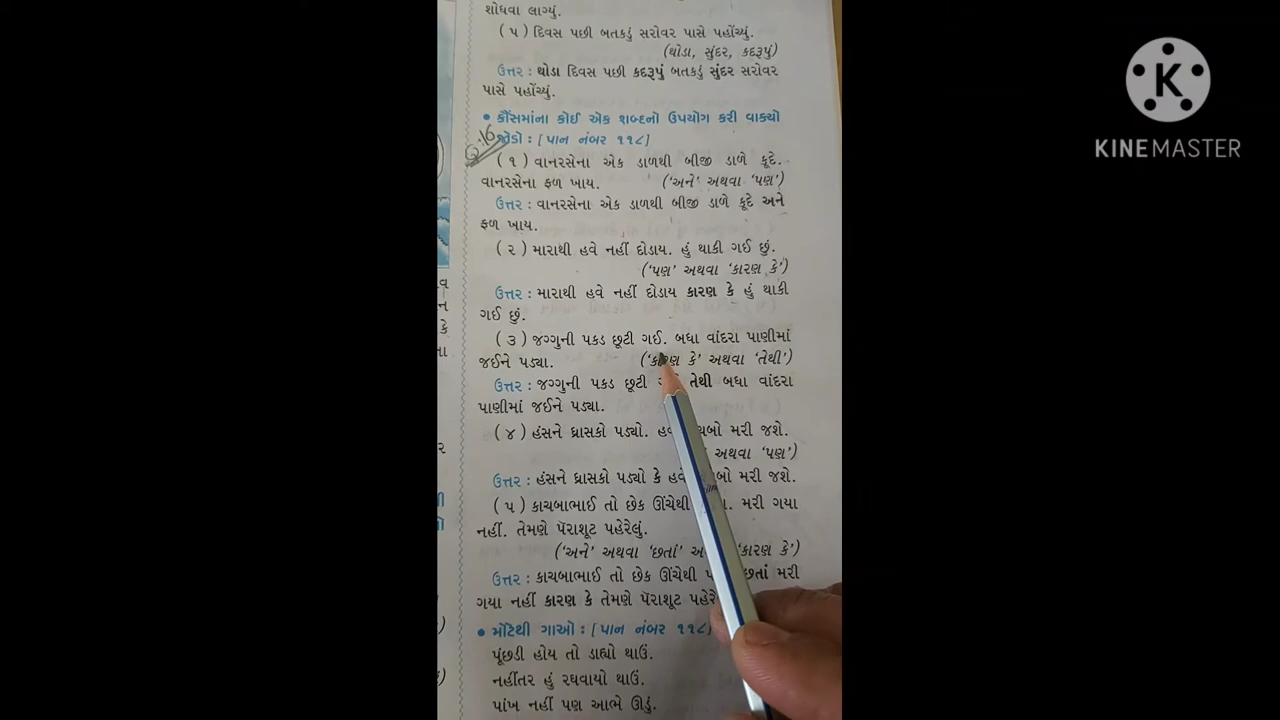 શોધવા લાગ્યું.
( ૫ ) દિવસ પછી બતકડું સરોવર પાસે પહોંચ્યું.
(થોડા, સુંદર, કદરૂપું)
ઉત્તર : થોડા દિવસ પછી કદરૂપું બતકડું સુંદર સરોવર
પાસે પહોંચ્યું.
• કૌંસમાંના કોઈ એક શબ્દનો ઉપયોગ કરી વાક્યો
જોડો : [પાન નંબર ૧૧૮]
Q:16
( ૧ ) વાનરસેના એક ડાળથી બીજી ડાળે કૂદે.
વાનરસેના ફળ ખાય. ('અને' અથવા 'પણ')
ઉત્તર : વાનરસેના એક ડાળથી બીજી ડાળે કૂદે અને
ફળ ખાય.
( ૨ ) મારાથી હવે નહીં દોડાય. હું થાકી ગઈ છું.
('પણ' અથવા 'કારણ કે')
ઉત્તર : મારાથી હવે નહીં દોડાય કારણ કે હું થાકી
ગઈ છું.
( ૩ ) જગ્ગુની પકડ છૂટી ગઈ. બધા વાંદરા પાણીમાં
જઈને પડ્યા. ('કારણ કે' અથવા 'તેથી')
ઉત્તર : જગ્ગુની પકડ છૂટી તેથી બધા વાંદરા
પાણીમાં જઈને પડ્યા.
( ૪ ) હંસને ધ્રાસકો પડ્યો. મરી જશે.
અથવા 'પણ')
ઉત્તર : હંસને ધ્રાસકો પડ્યો કે હવે મરી જશે.
( ૫ ) કાચબાભાઈ તો છેક ઊંચેથી મરી ગયા
નહીં. તેમણે પૅરાશૂટ પહેરેલું.
('અને' અથવા 'છતાં' 'કારણ કે')
ઉત્તર : કાચબાભાઈ તો છેક ઊંચેથી છતાં મરી
ગયા નહીં કારણ કે તેમણે પૅરાશૂટ
• મોંટેથી ગાઓ : [પાન નંબર ૧૧૮]
પૂંછડી હોય તો ડાહ્યો થાઉં.
નહીંતર હું રઘવાયો થાઉં.
પાંખ નહીં પણ આભે ઊડું.
K
KINEMASTER